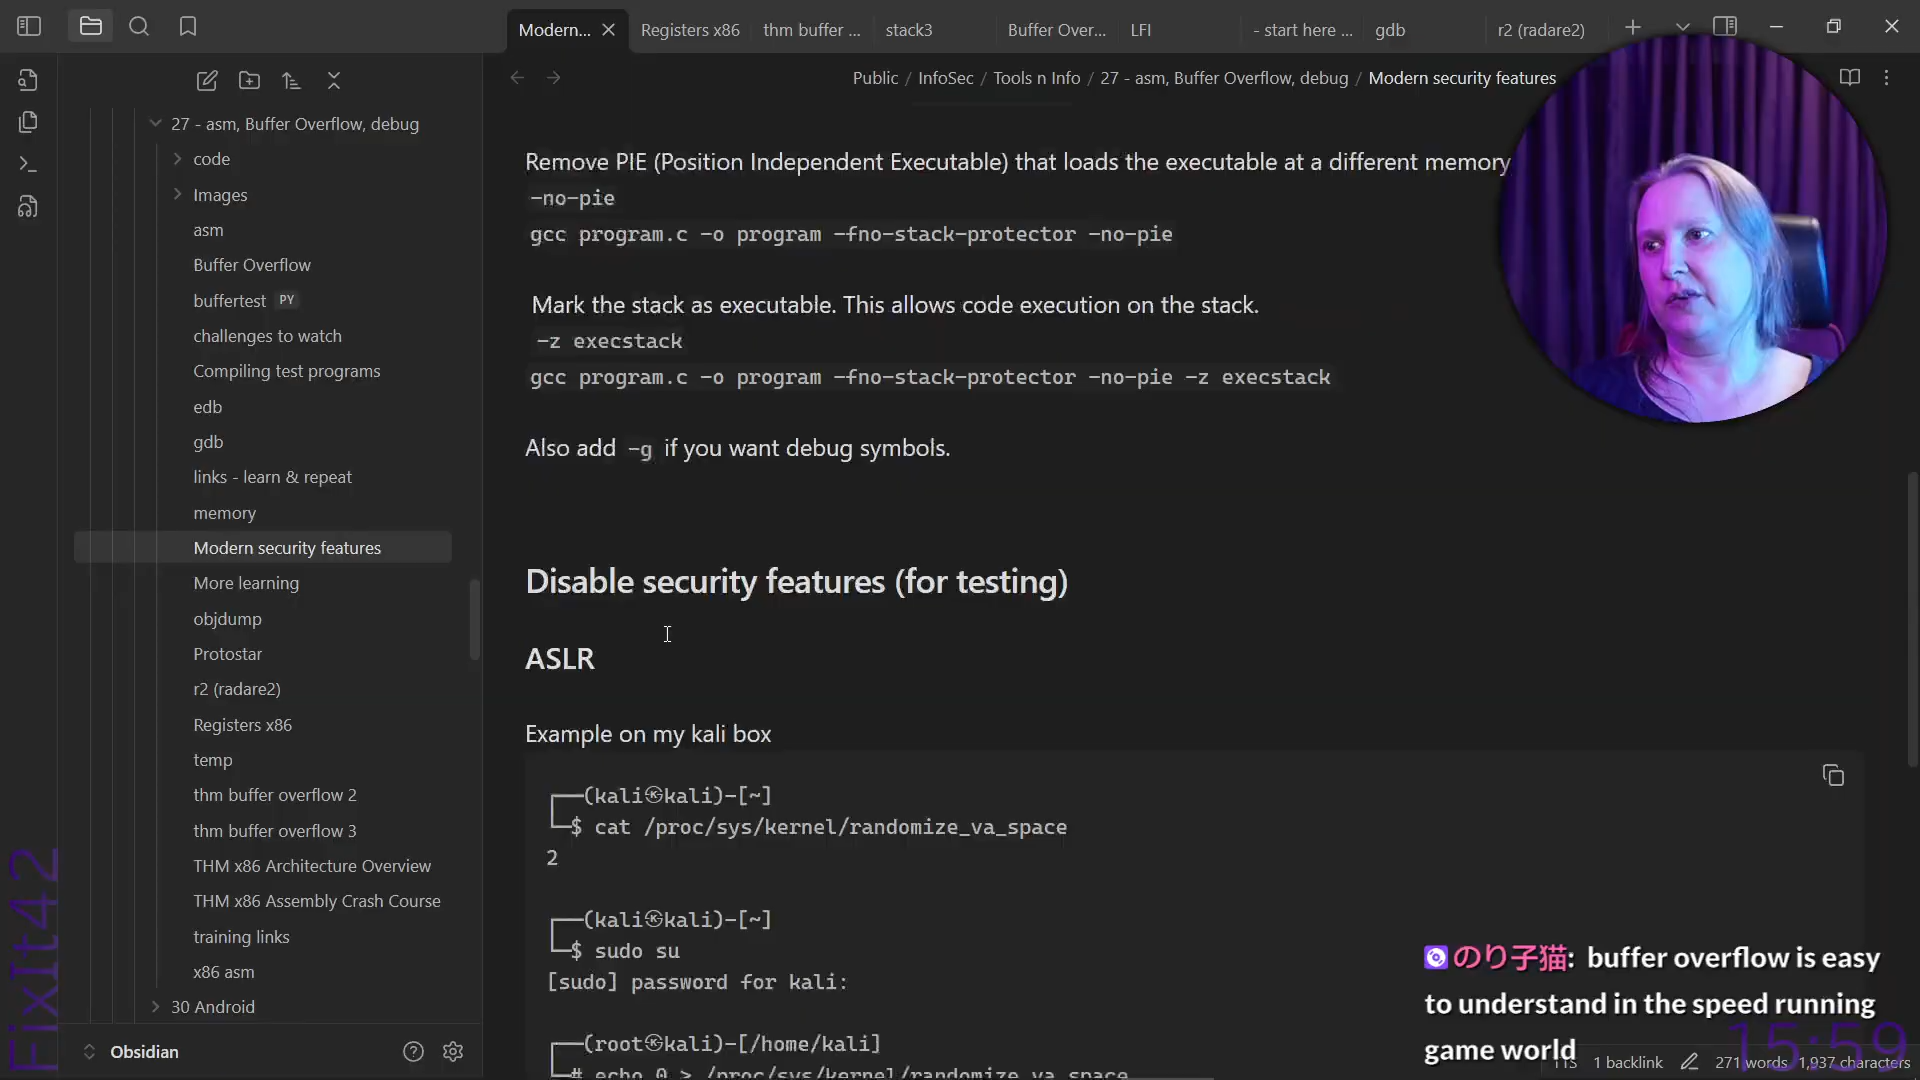 Modern...
Registers x86
thm buffer ...
stack3
Buffer Over...
LFI
- start here ...
gdb
r2 (radare2)
Public / InfoSec / Tools n Info / 27 - asm, Buffer Overflow, debug / Modern security features
27 - asm, Buffer Overflow, debug
code
Images
asm
Buffer Overflow
buffertest PY
challenges to watch
Compiling test programs
edb
gdb
links - learn & repeat
memory
Modern security features
More learning
objdump
Protostar
r2 (radare2)
Registers x86
temp
thm buffer overflow 2
thm buffer overflow 3
THM x86 Architecture Overview
THM x86 Assembly Crash Course
training links
x86 asm
30 Android
Obsidian
FixIt42
Remove PIE (Position Independent Executable) that loads the executable at a different memory
-no-pie
gcc program.c -o program -fno-stack-protector -no-pie
Mark the stack as executable. This allows code execution on the stack.
-z execstack
gcc program.c -o program -fno-stack-protector -no-pie -z execstack
Also add -g if you want debug symbols.
Disable security features (for testing)
ASLR
Example on my kali box
┌──(kali㉿kali)-[~]
└─$ cat /proc/sys/kernel/randomize_va_space
2
┌──(kali㉿kali)-[~]
└─$ sudo su
[sudo] password for kali:
┌──(root㉿kali)-[/home/kali]
└─# echo 0 > /proc/sys/kernel/randomize_va_space
のり子猫: buffer overflow is easy
to understand in the speed running
game world
15:59
1 backlink
271 words
1,937 characters